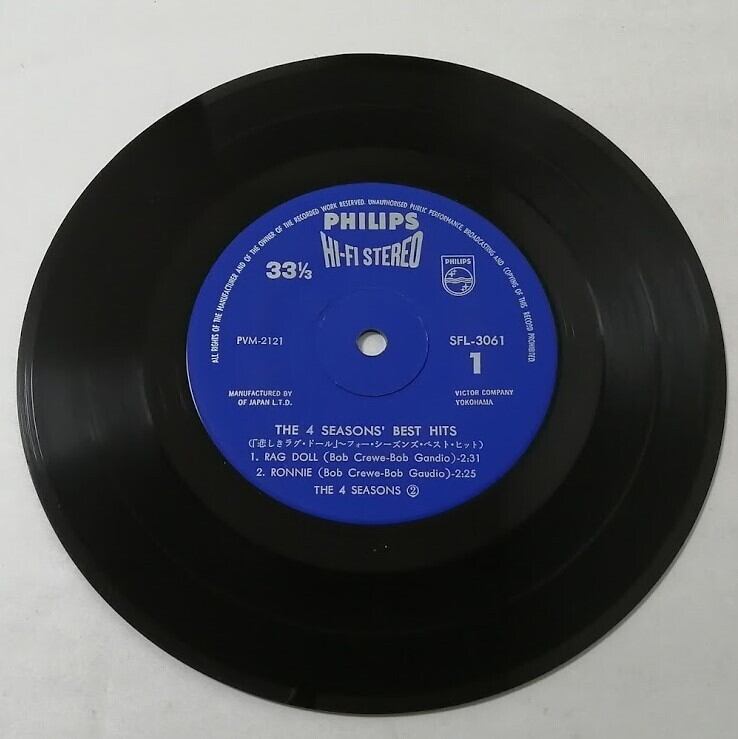 ALL RIGHTS OF THE MANUFACTURER AND OF THE OWNER OF THE RECORDED WORK RESERVED. UNAUTHORISED PUBLIC PERFORMANCE, BROADCASTING AND COPYING OF THIS RECORD PROHIBITED.
PHILIPS
HI-FI STEREO
33⅓
PHILIPS
PVM-2121
SFL-3061
1
MANUFACTURED BY VICTOR COMPANY
OF JAPAN L.T.D. YOKOHAMA
THE 4 SEASONS' BEST HITS
(「悲しきラグ・ドール」~フォー・シーズンズ・ベスト・ヒット)
1. RAG DOLL (Bob Crewe-Bob Gandio)-2:31
2. RONNIE (Bob Crewe-Bob Gaudio)-2:25
THE 4 SEASONS ②